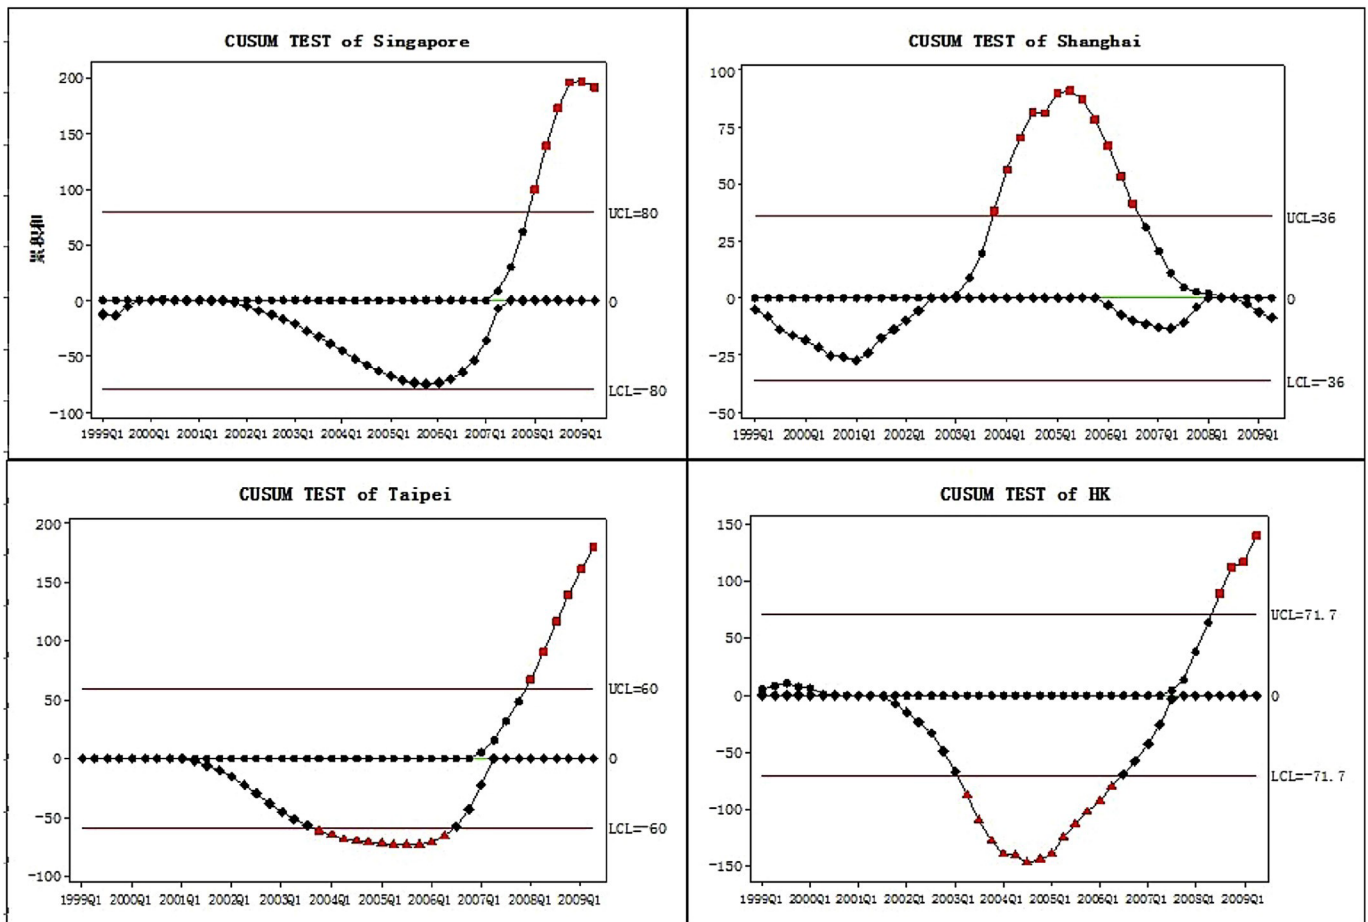 CUSUM TEST of Singapore
200
150
100
50
0
-50
-100
UCL=80
0
LCL=-80
1999Q1 2000Q1 2001Q1 2002Q1 2003Q1 2004Q1 2005Q1 2006Q1 2007Q1 2008Q1 2009Q1
CUSUM TEST of Shanghai
100
75
50
25
0
-25
-50
UCL=36
0
LCL=-36
1999Q1 2000Q1 2001Q1 2002Q1 2003Q1 2004Q1 2005Q1 2006Q1 2007Q1 2008Q1 2009Q1
CUSUM TEST of Taipei
200
150
100
50
0
-50
-100
UCL=60
0
LCL=-60
1999Q1 2000Q1 2001Q1 2002Q1 2003Q1 2004Q1 2005Q1 2006Q1 2007Q1 2008Q1 2009Q1
CUSUM TEST of HK
150
100
50
0
-50
-100
-150
UCL=71.7
0
LCL=-71.7
1999Q1 2000Q1 2001Q1 2002Q1 2003Q1 2004Q1 2005Q1 2006Q1 2007Q1 2008Q1 2009Q1